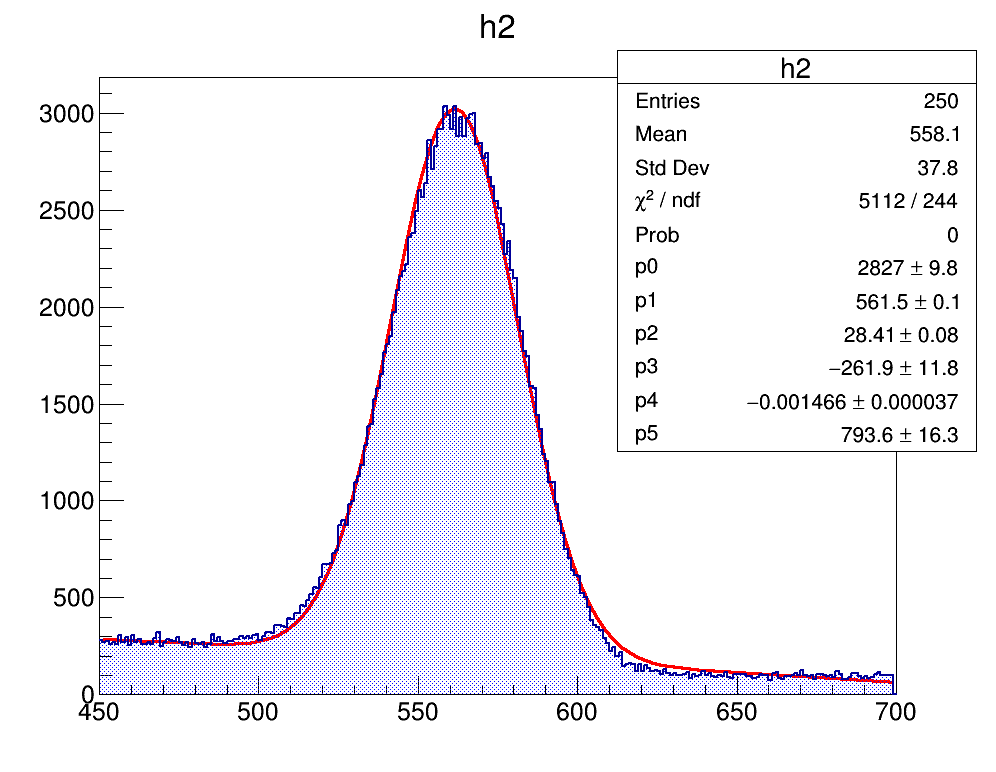 h2
h2
Entries 250
Mean 558.1
Std Dev 37.8
χ² / ndf 5112 / 244
Prob 0
p0 2827 ± 9.8
p1 561.5 ± 0.1
p2 28.41 ± 0.08
p3 −261.9 ± 11.8
p4 −0.001466 ± 0.000037
p5 793.6 ± 16.3
3000
2500
2000
1500
1000
500
0
450 500 550 600 650 700